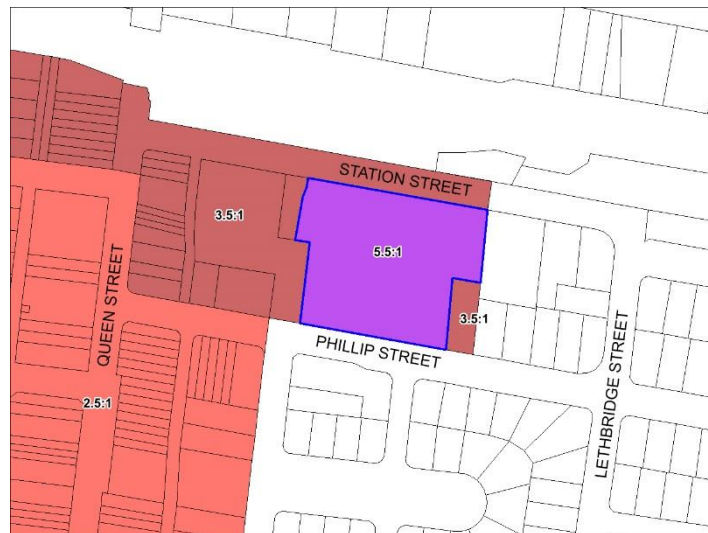 STATION STREET
3.5:1
5.5:1
QUEEN STREET
3.5:1
PHILLIP STREET
LETHBRIDGE STREET
2.5:1